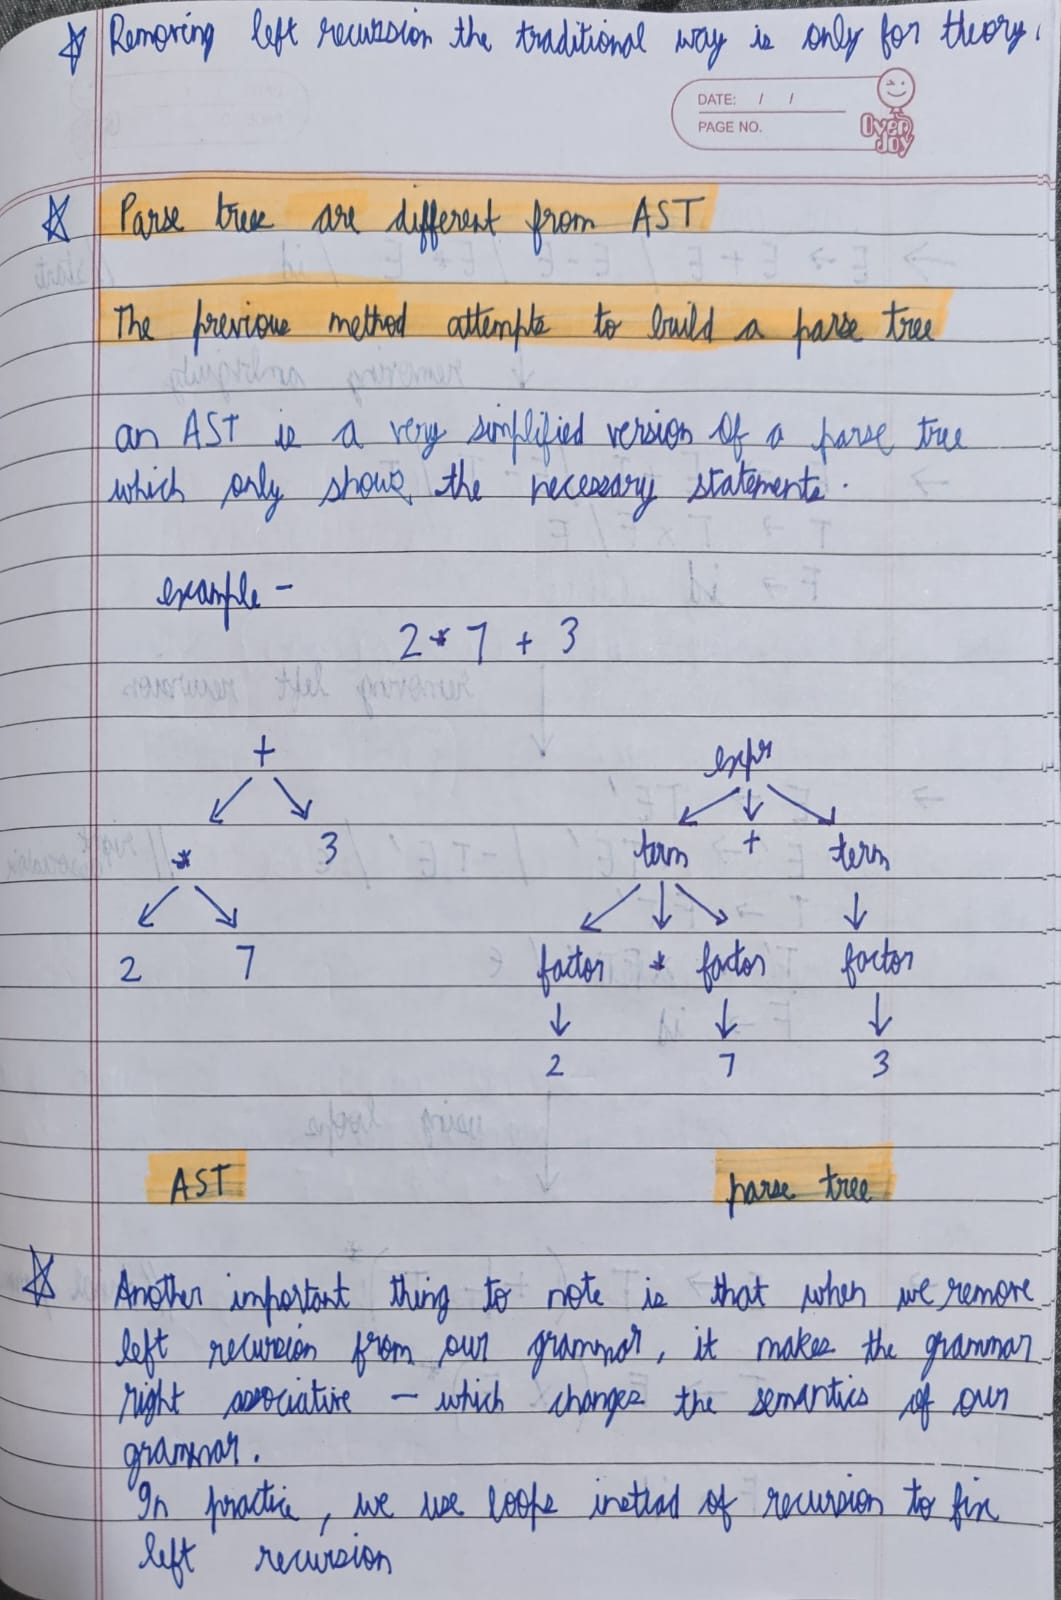 Removing left recursion the traditional way is only for theory.
DATE: / /
PAGE NO.
Over Joy
Parse tree are different from AST
The previous method attempts to build a parse tree
an AST is a very simplified version of a parse tree
which only shows the necessary statements.
example -
2 * 7 + 3
+ expr
* 3 term + term
2 7 factor * factor factor
2 7 3
AST parse tree
Another important thing to note is that when we remove
left recursion from our grammar, it makes the grammar
right associative - which changes the semantics of our
grammar.
In practice, we use loops instead of recursion to fix
left recursion